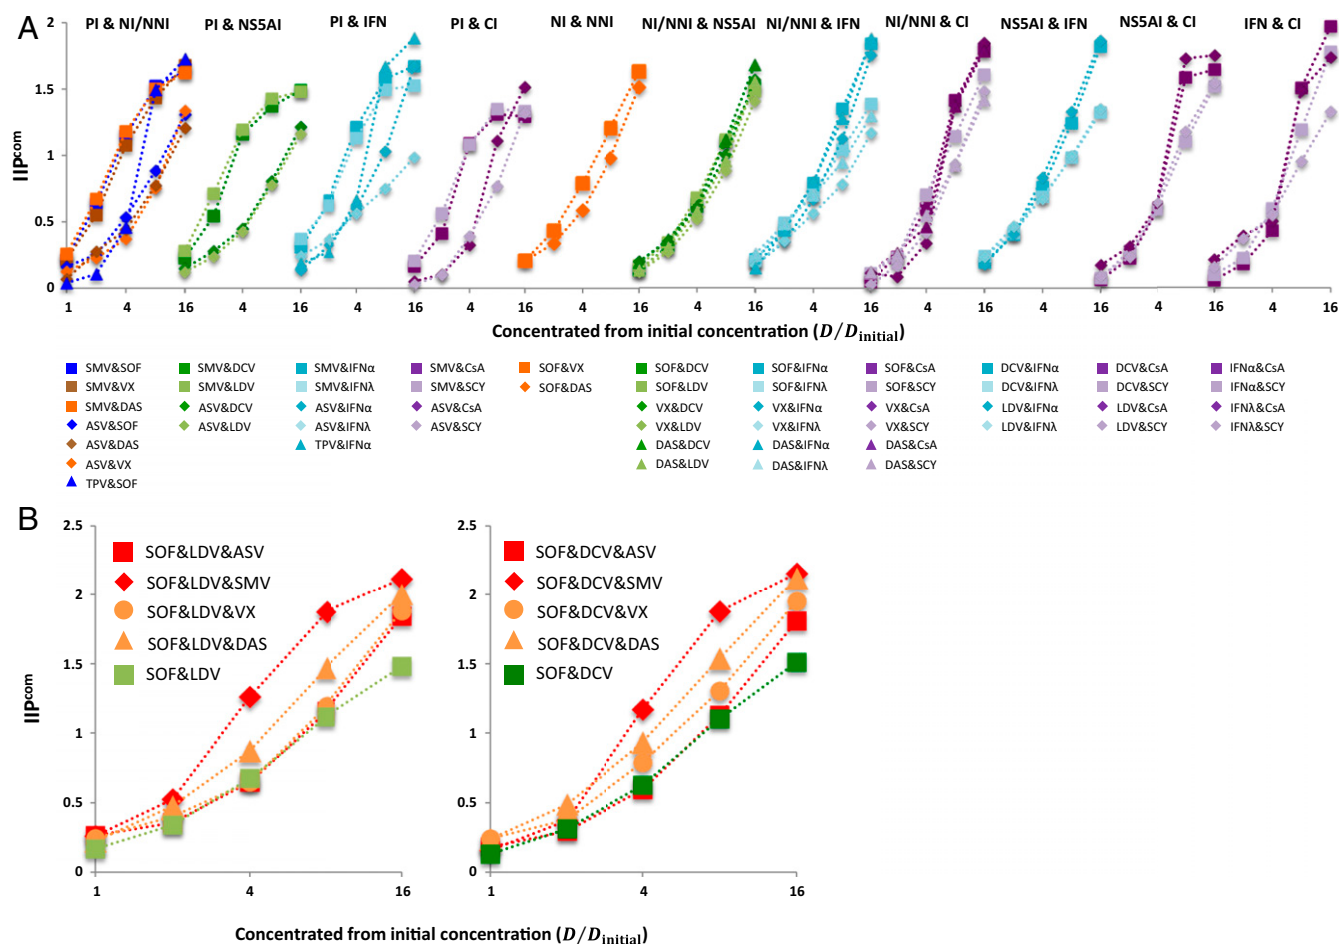 A
PI & NI/NNI PI & NS5AI PI & IFN PI & CI NI & NNI NI/NNI & NS5AI NI/NNI & IFN NI/NNI & CI NS5AI & IFN NS5AI & CI IFN & CI
2
1.5
1
0.5
0
IIPcom
1 4 16 4 16 4 16 4 16 4 16 4 16 4 16 4 16 4 16 4 16 4 16
Concentrated from initial concentration (D/Dinitial)
SMV&SOF SMV&DCV SMV&IFNα SMV&CsA SOF&VX SOF&DCV SOF&IFNα SOF&CsA DCV&IFNα DCV&CsA IFNα&CsA
SMV&VX SMV&LDV SMV&IFNλ SMV&SCY SOF&DAS SOF&LDV SOF&IFNλ SOF&SCY DCV&IFNλ DCV&SCY IFNα&SCY
SMV&DAS ASV&DCV ASV&IFNα ASV&CsA VX&DCV VX&IFNα VX&CsA LDV&IFNα LDV&CsA IFNλ&CsA
ASV&SOF ASV&LDV ASV&IFNλ ASV&SCY VX&LDV VX&IFNλ VX&SCY LDV&IFNλ LDV&SCY IFNλ&SCY
ASV&DAS TPV&IFNα DAS&DCV DAS&IFNα DAS&CsA
ASV&VX DAS&LDV DAS&IFNλ DAS&SCY
TPV&SOF
B
2.5
2
1.5
1
0.5
0
IIPcom
SOF&LDV&ASV
SOF&LDV&SMV
SOF&LDV&VX
SOF&LDV&DAS
SOF&LDV
1 4 16
2.5
2
1.5
1
0.5
0
SOF&DCV&ASV
SOF&DCV&SMV
SOF&DCV&VX
SOF&DCV&DAS
SOF&DCV
1 4 16
Concentrated from initial concentration (D/Dinitial)